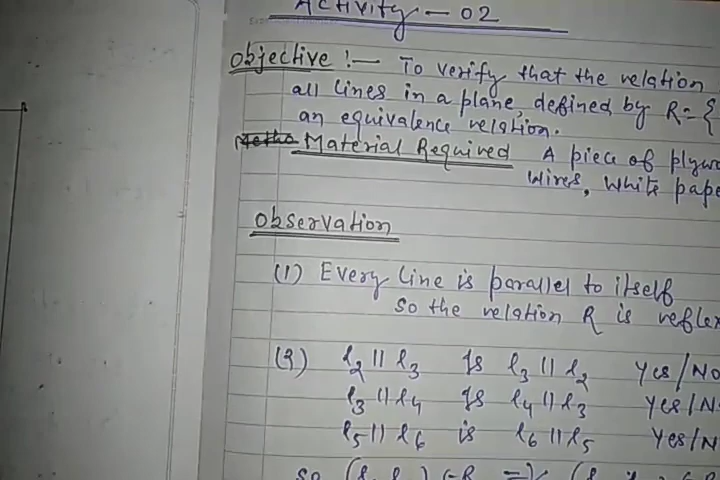 Activity - 02
Objective :- To verify that the relation
all lines in a plane defined by R = {
an equivalence relation.
Material Required A piece of plyw
wires, white pape
Observation
(1) Every line is parallel to itself
So the relation R is reflex
(2) l₂ || l₃ Is l₃ || l₂ Yes / No
l₃ || l₄ Is l₄ || l₃ Yes / N
l₅ || l₆ is l₆ || l₅ Yes / N
So